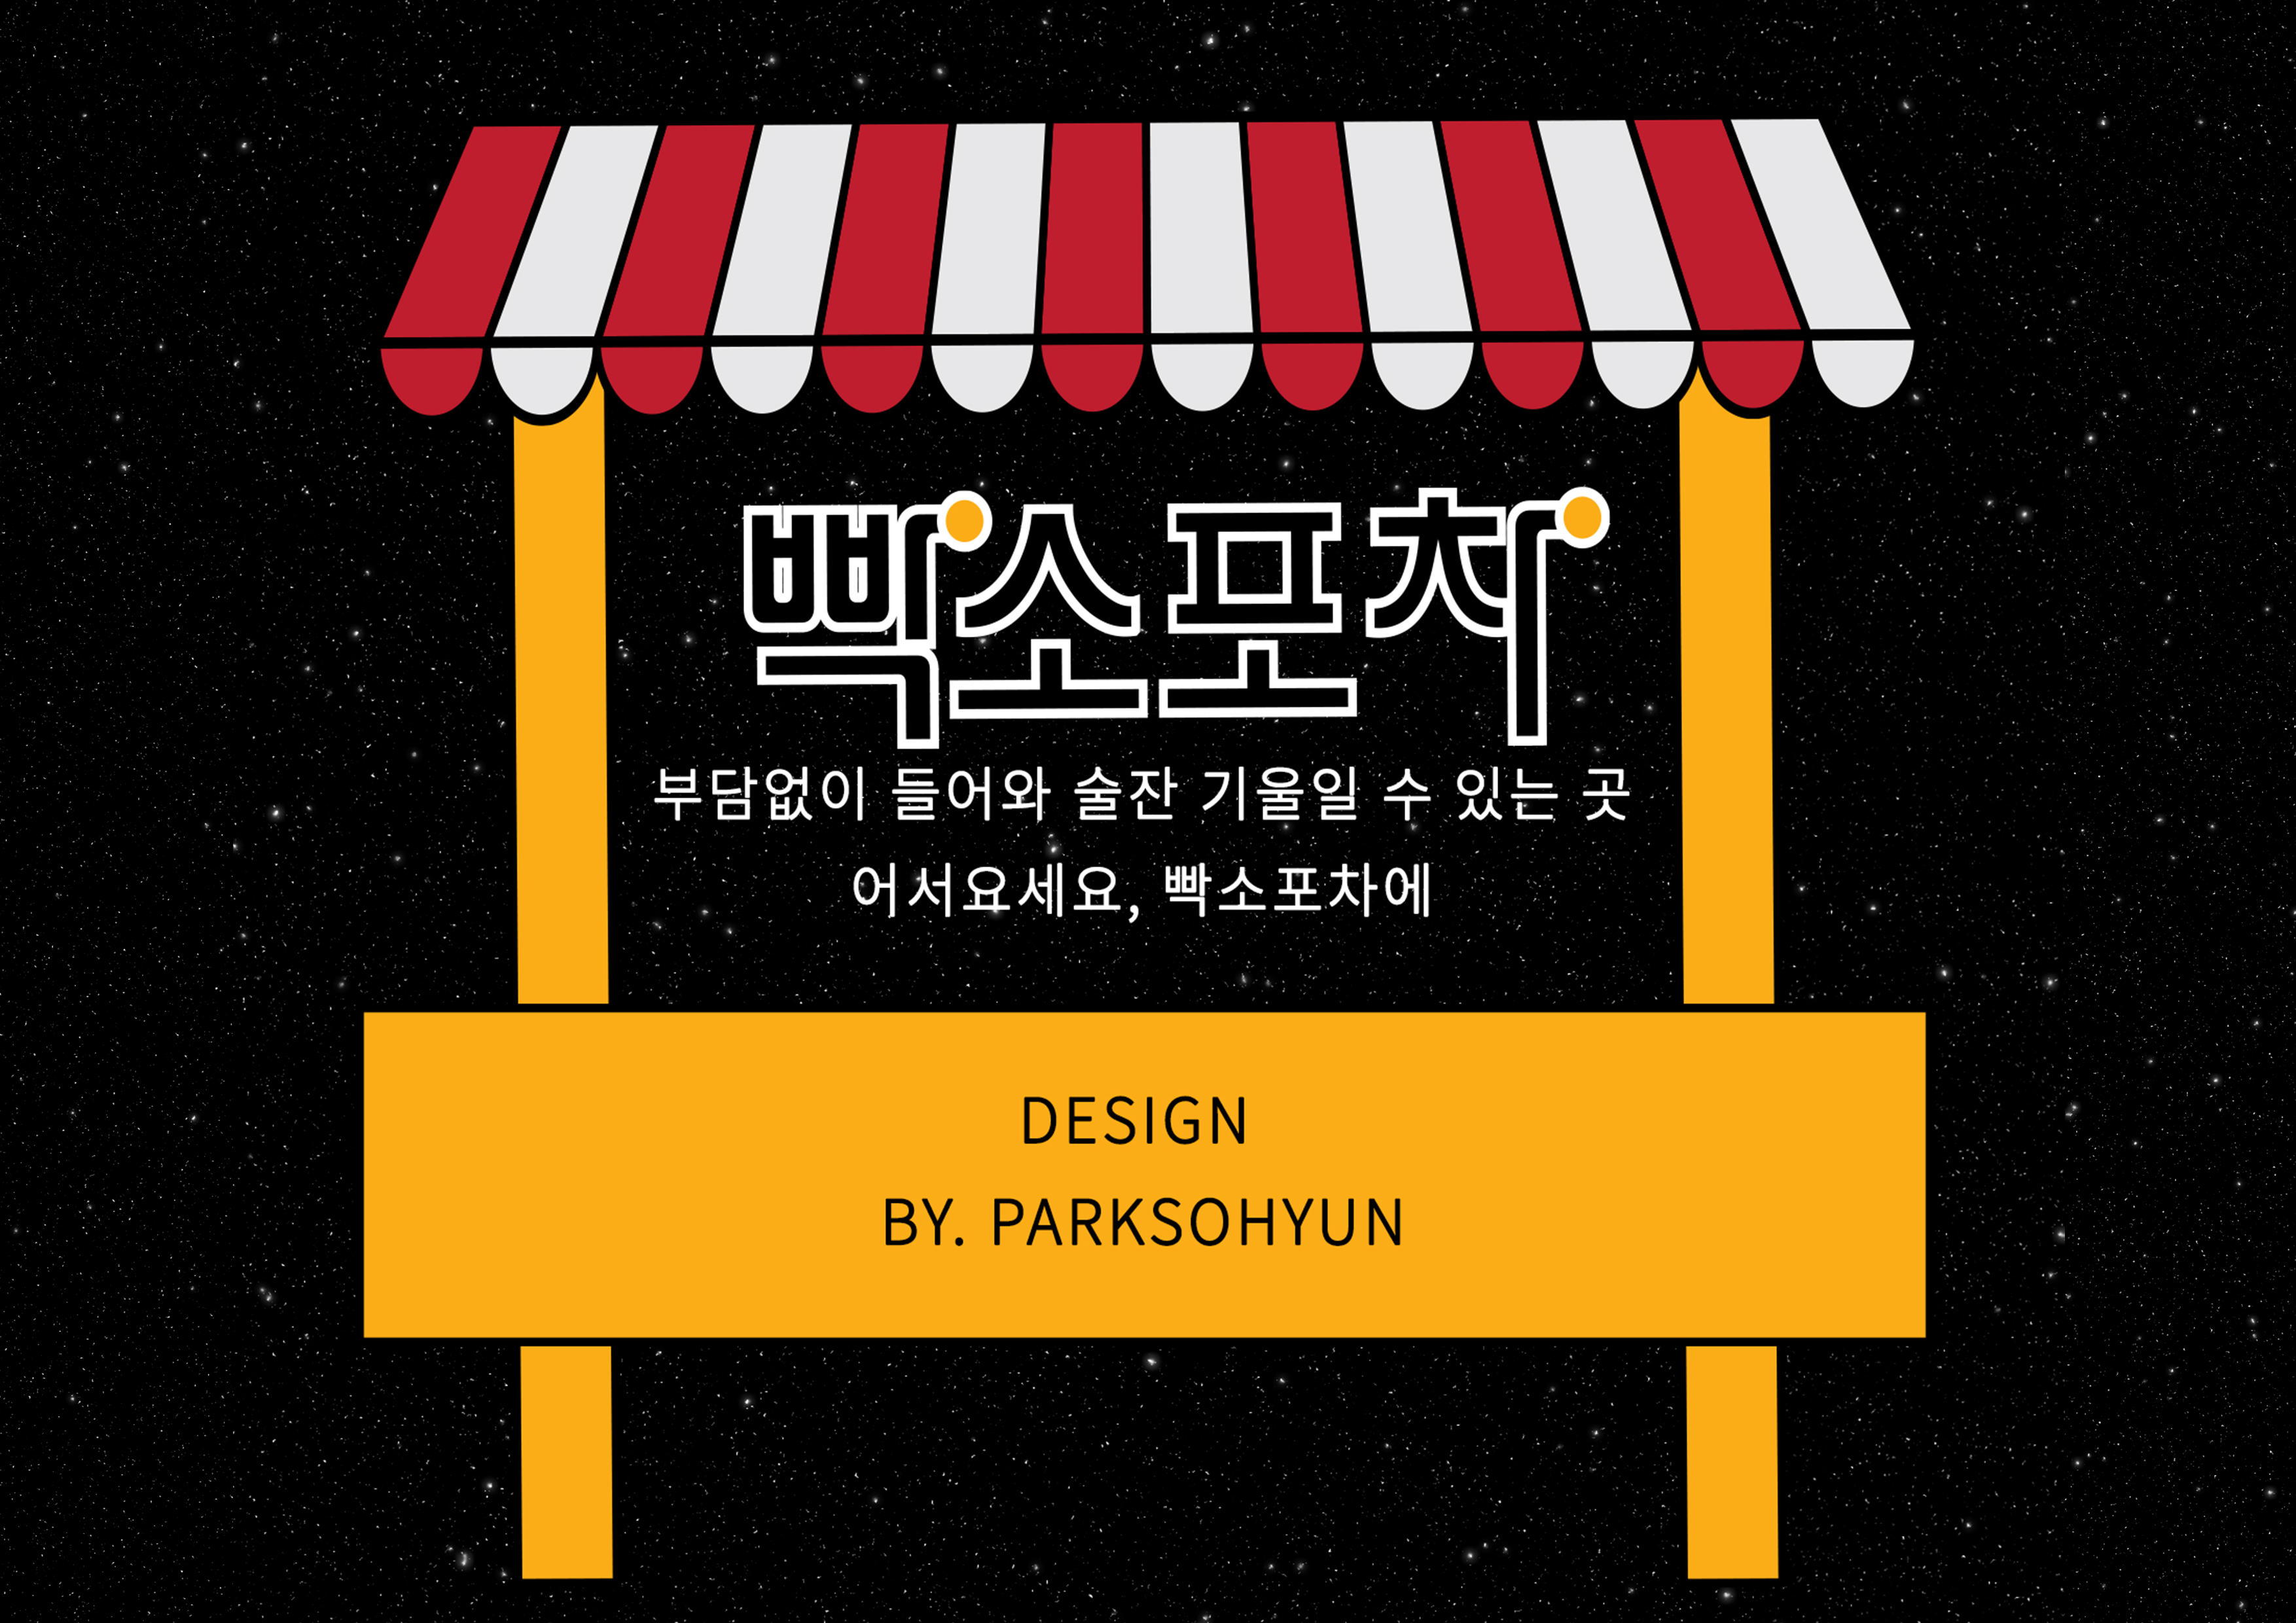 빡소포차
부담없이 들어와 술잔 기울일 수 있는 곳
어서요세요, 빡소포차에
DESIGN
BY. PARKSOHYUN